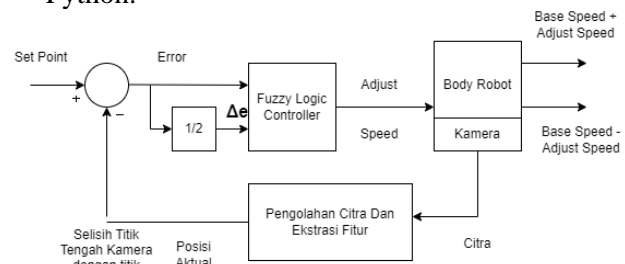 Python.
Base Speed +
Adjust Speed
Set Point
Error
+
−
1/2
Δe
Fuzzy Logic
Controller
Adjust
Speed
Body Robot
Kamera
Base Speed -
Adjust Speed
Pengolahan Citra Dan
Ekstrasi Fitur
Citra
Selisih Titik
Tengah Kamera
dengan titik
Posisi
Aktual